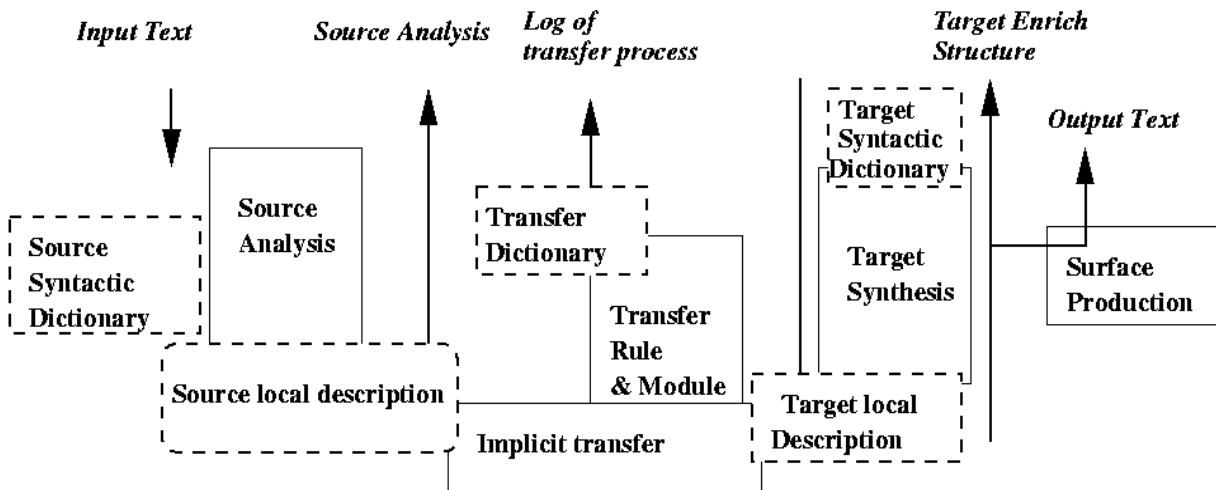 Input Text
Source Analysis
Log of
transfer process
Target Enrich
Structure
Output Text
Source
Syntactic
Dictionary
Source
Analysis
Transfer
Dictionary
Target
Syntactic
Dictionary
Target
Synthesis
Surface
Production
Transfer
Rule
& Module
Source local description
Target local
Description
Implicit transfer